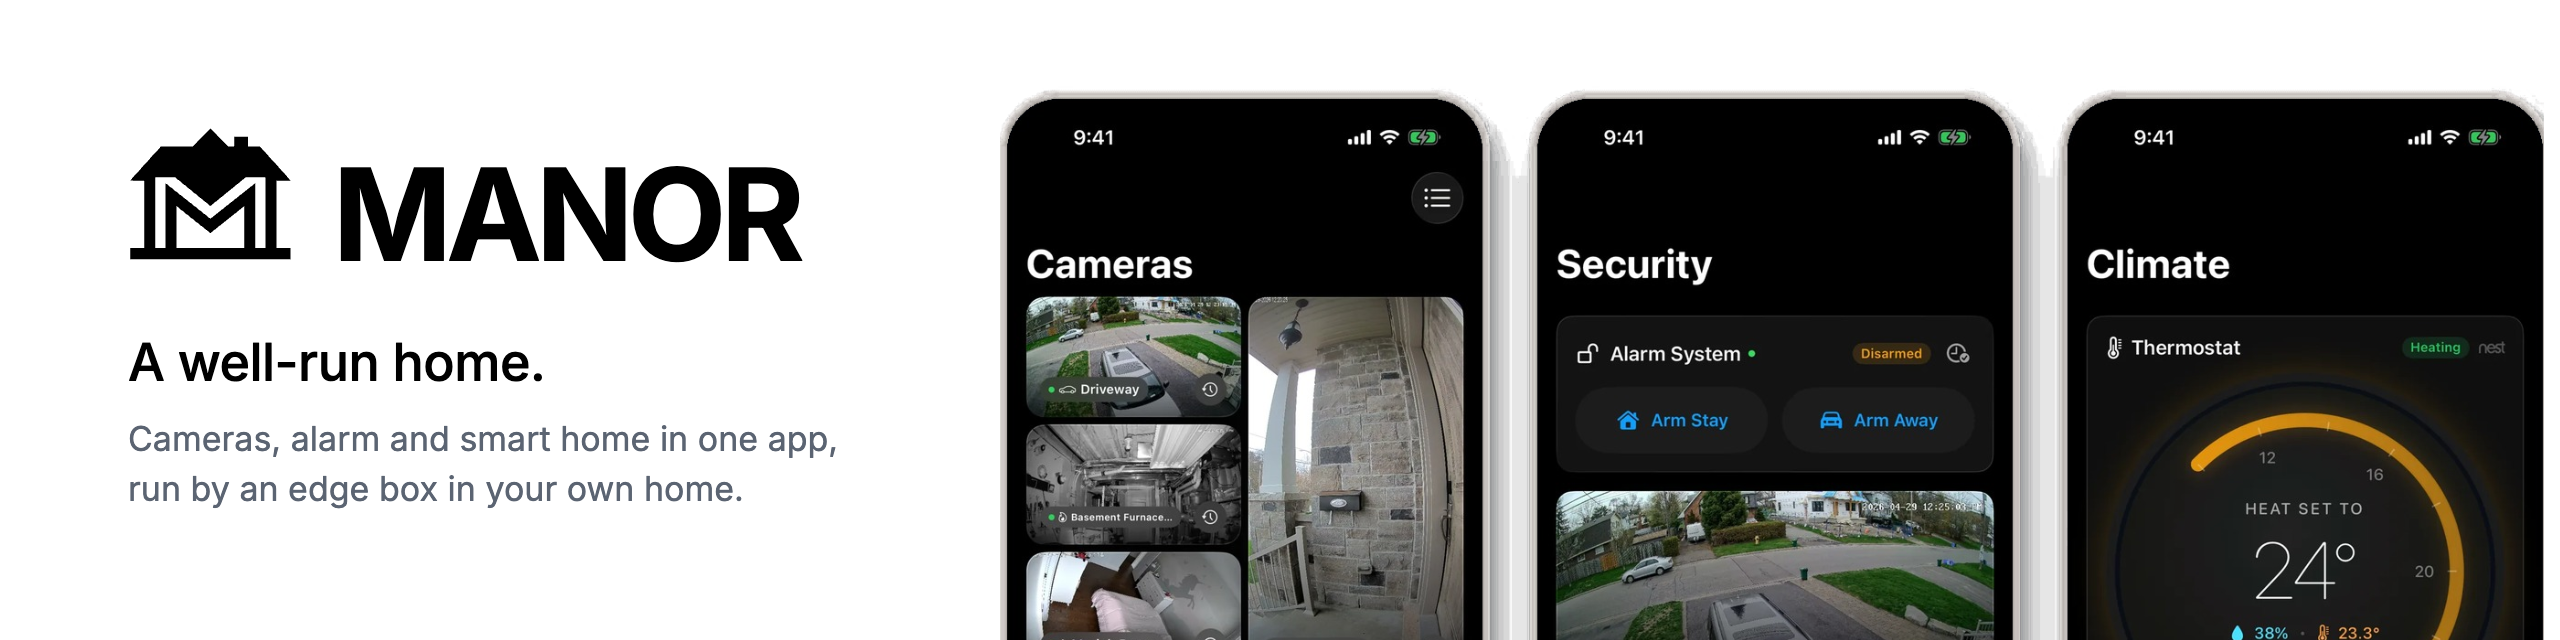 MANOR
A well-run home.
Cameras, alarm and smart home in one app,
run by an edge box in your own home.
9:41
Cameras
Driveway
Basement Furnace...
9:41
Security
Alarm System
Disarmed
Arm Stay
Arm Away
9:41
Climate
Thermostat
Heating
nest
12
16
HEAT SET TO
24°
20
38%
23.3°